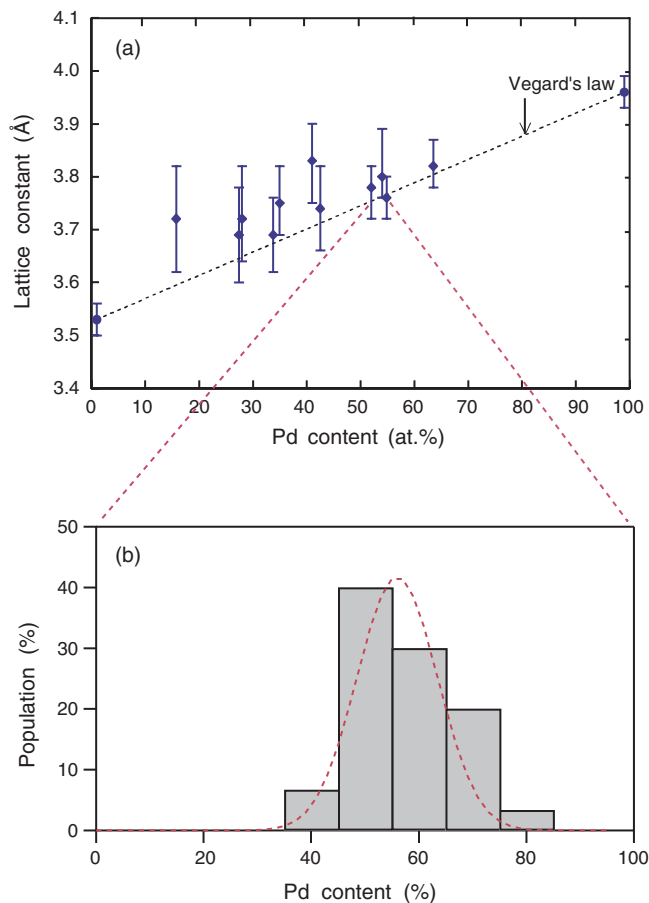 4.1
(a)
4.0
Vegard's law
3.9
3.8
3.7
3.6
3.5
3.4
Lattice constant (Å)
0 10 20 30 40 50 60 70 80 90 100
Pd content (at.%)
50
(b)
40
30
20
10
0
Population (%)
0 20 40 60 80 100
Pd content (%)